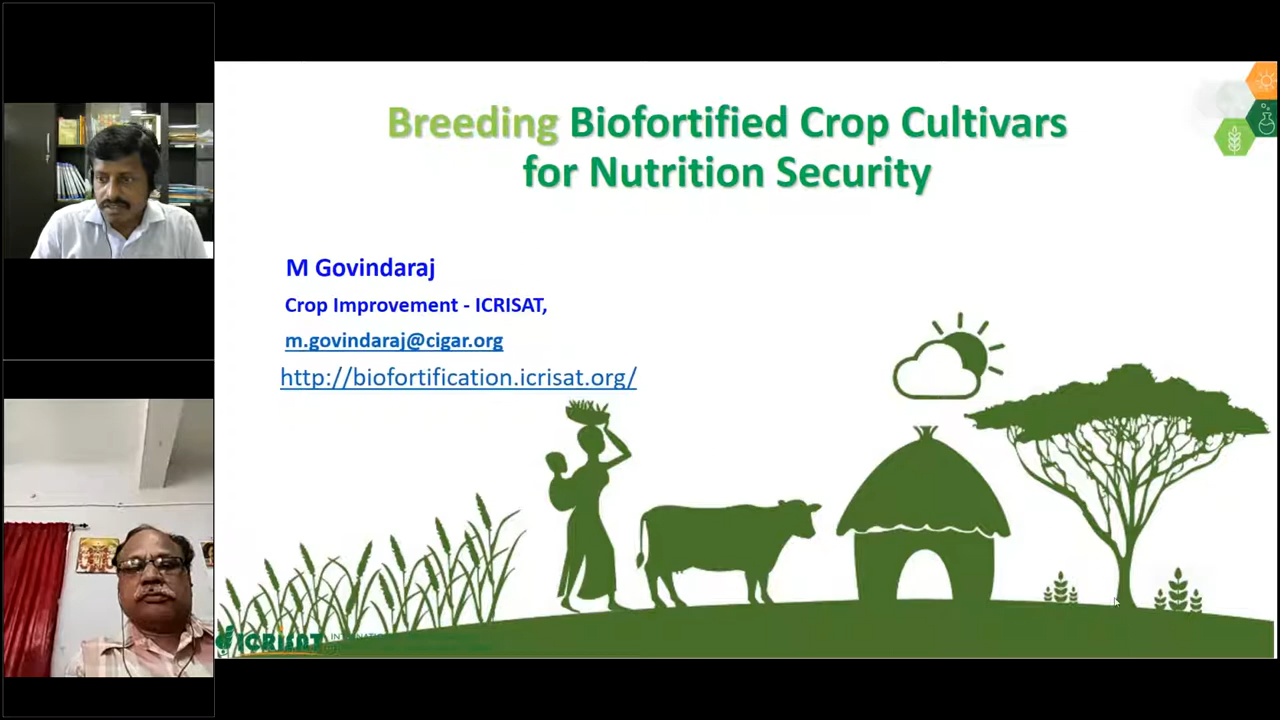 Breeding Biofortified Crop Cultivars
for Nutrition Security
M Govindaraj
Crop Improvement - ICRISAT,
m.govindaraj@cigar.org
http://biofortification.icrisat.org/
ICRISAT